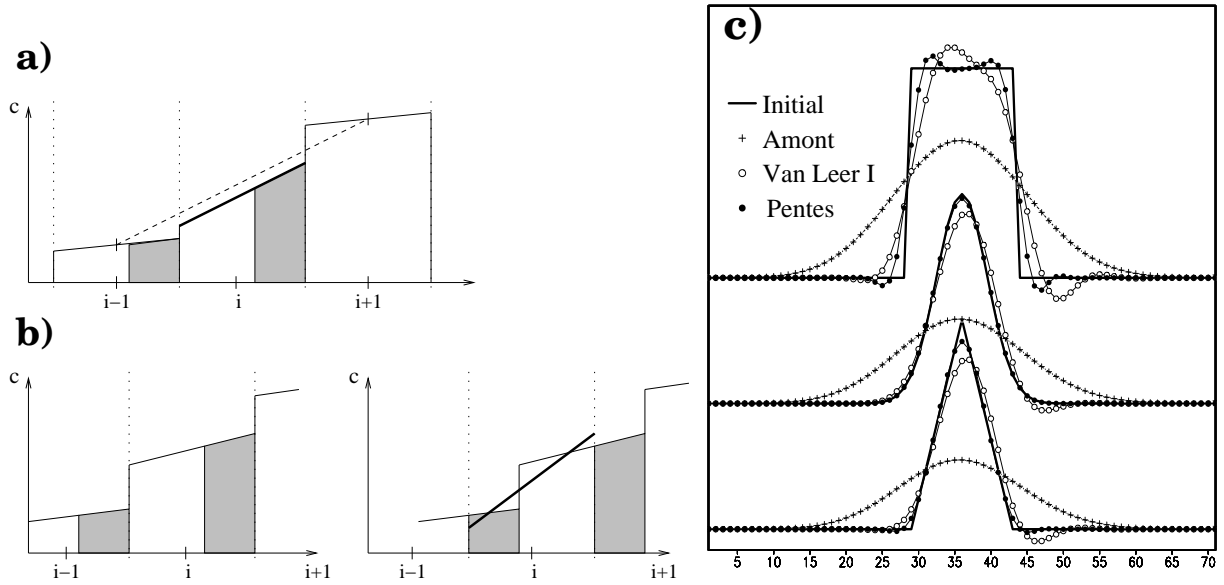 a)
c
i−1
i
i+1
b)
c
i−1
i
i+1
c
i−1
i
i+1
c)
Initial
Amont
Van Leer I
Pentes
5 10 15 20 25 30 35 40 45 50 55 60 65 70